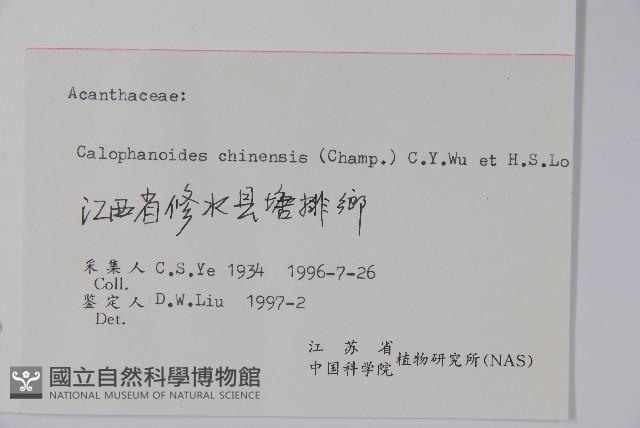 Acanthaceae:
Calophanoides chinensis (Champ.) C.Y.Wu et H.S.Lo
江西省修水县塘排鄉
采集人 C.S.Ye 1934 1996-7-26
Coll.
鉴定人 D.W.Liu 1997-2
Det.
江苏省
中国科学院 植物研究所(NAS)
國立自然科學博物館
NATIONAL MUSEUM OF NATURAL SCIENCE